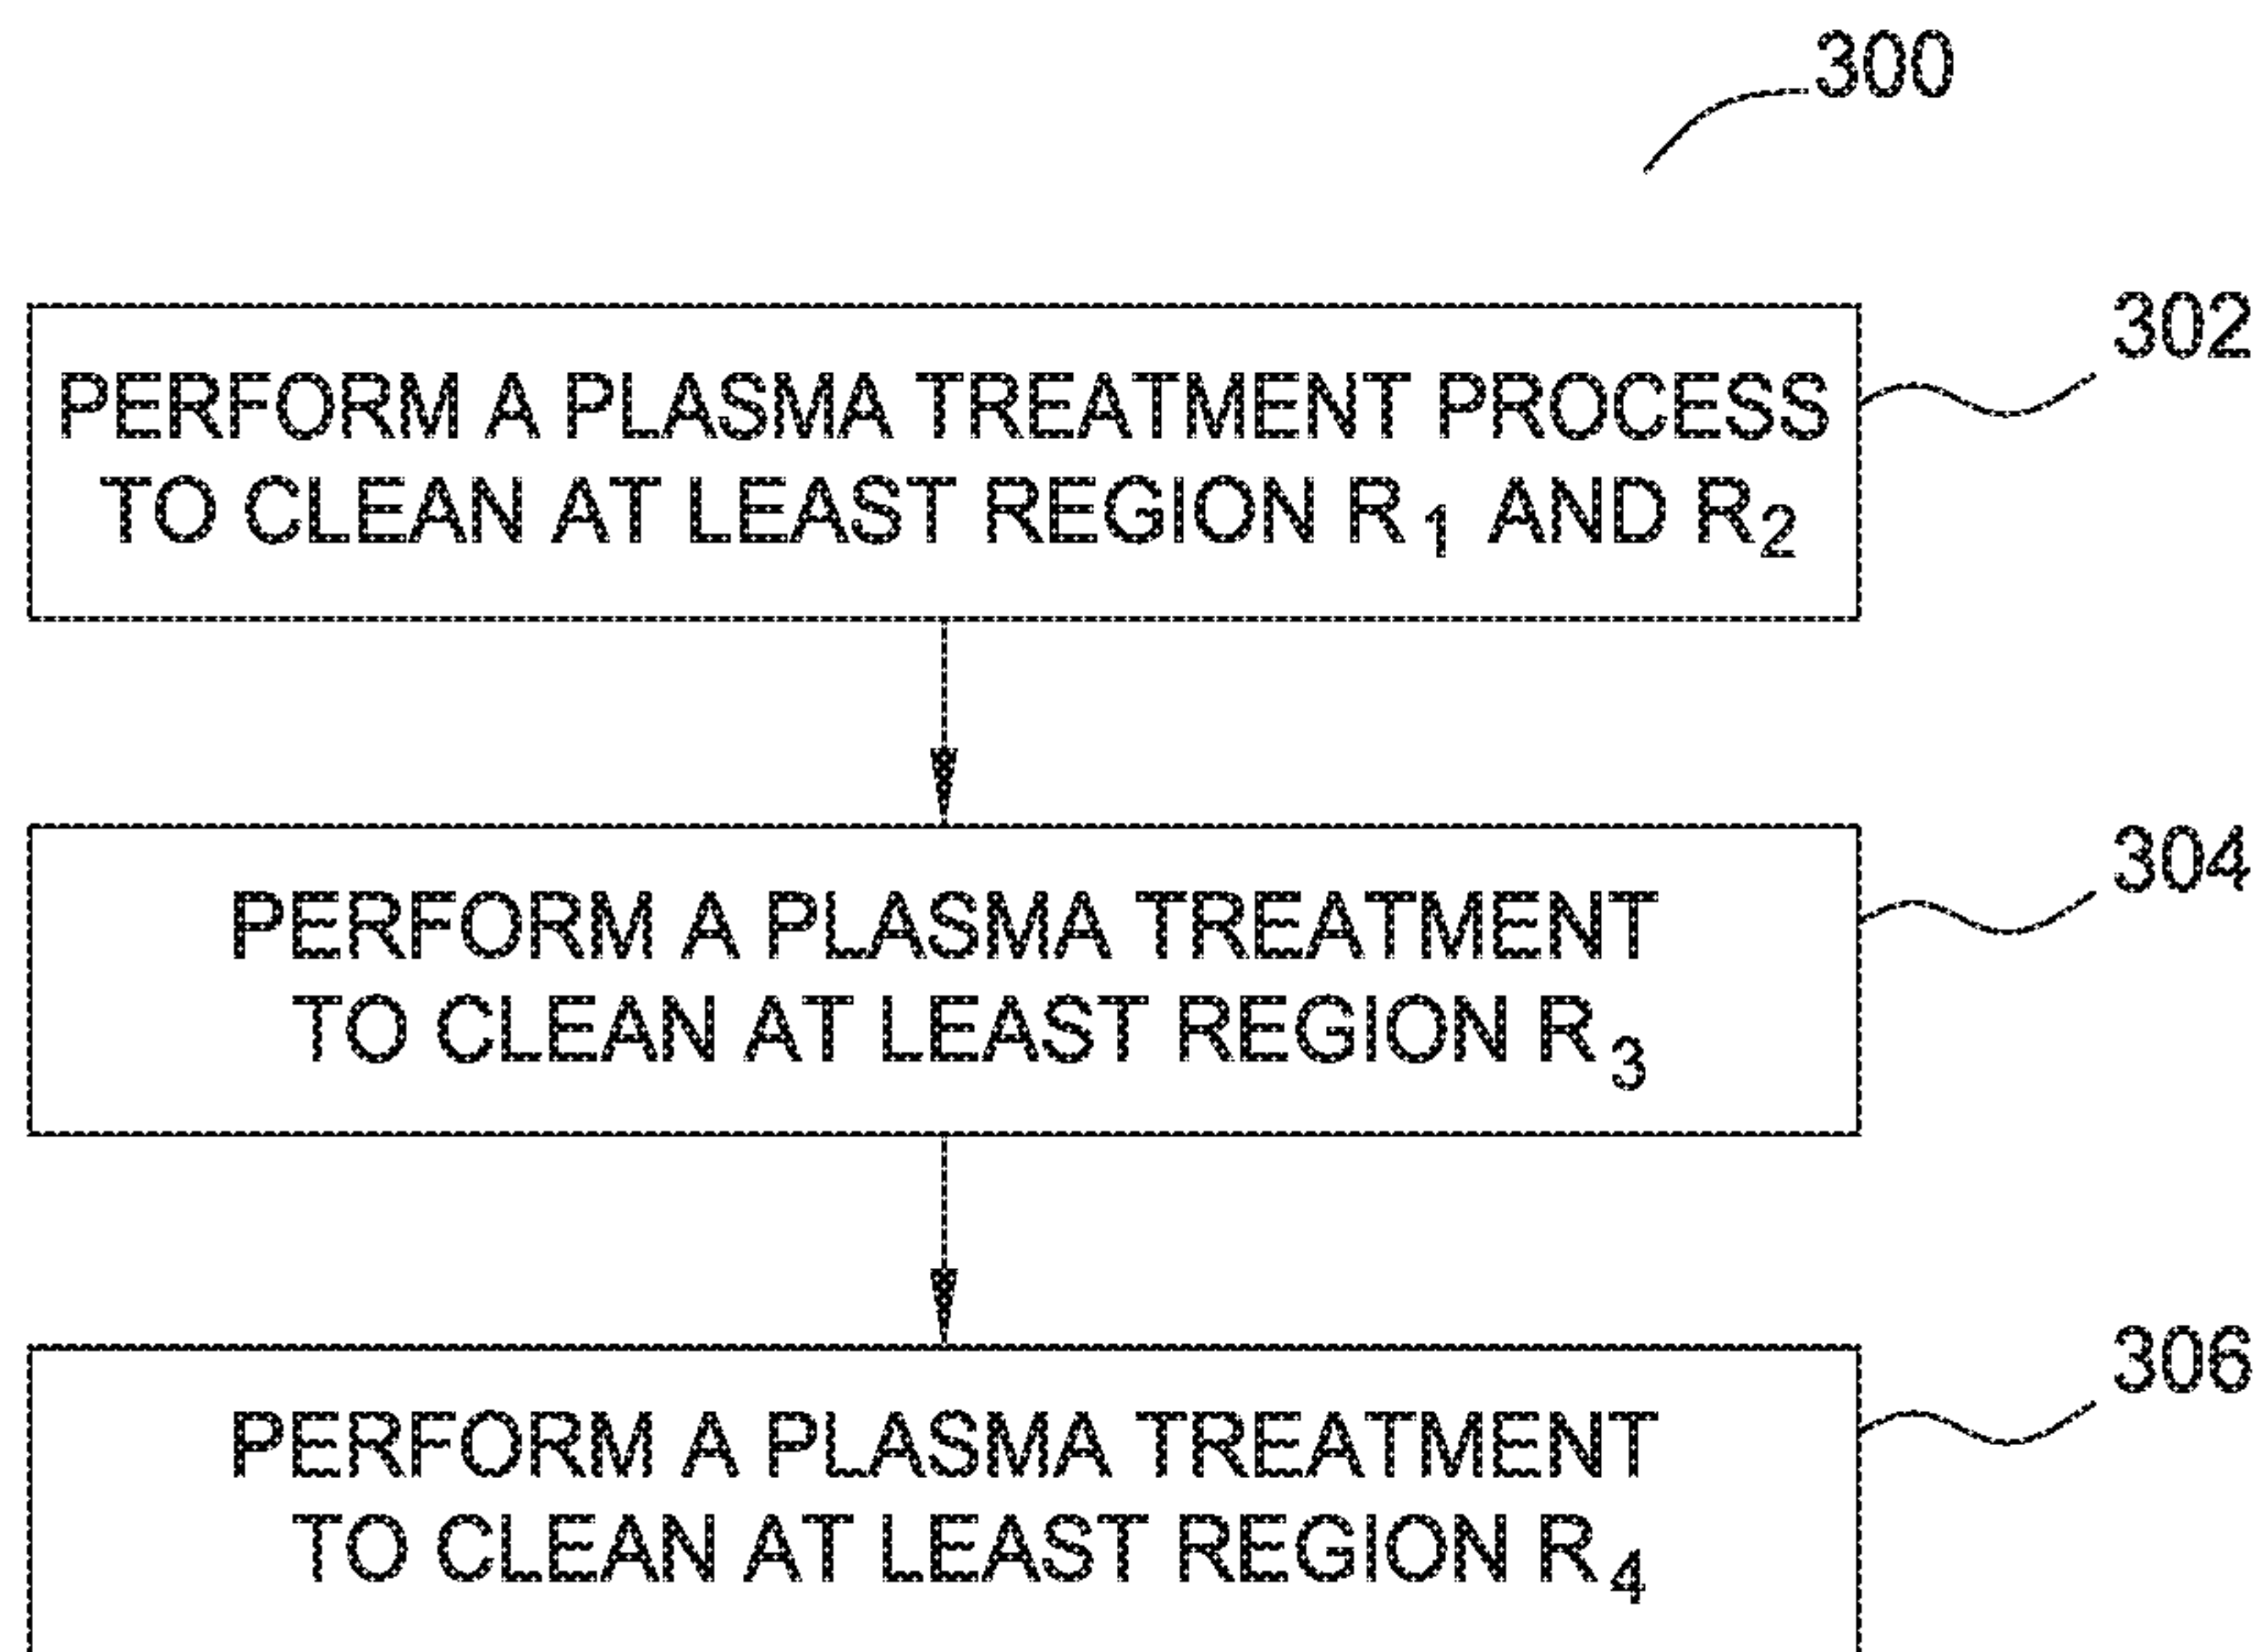 300
302
PERFORM A PLASMA TREATMENT PROCESS
TO CLEAN AT LEAST REGION R1 AND R2
304
PERFORM A PLASMA TREATMENT
TO CLEAN AT LEAST REGION R3
306
PERFORM A PLASMA TREATMENT
TO CLEAN AT LEAST REGION R4